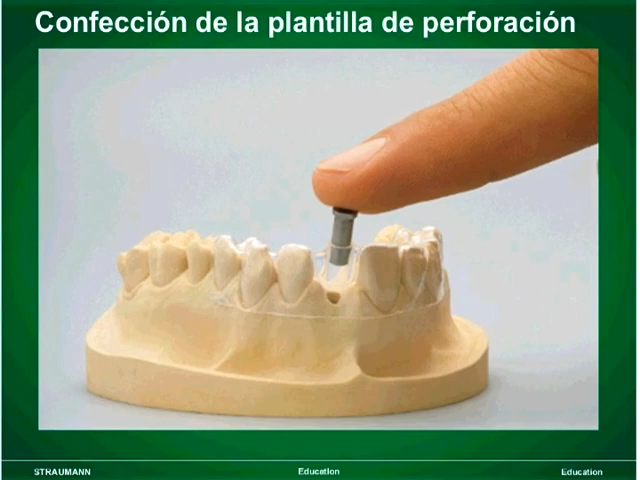 Confección de la plantilla de perforación
STRAUMANN
Education
Education